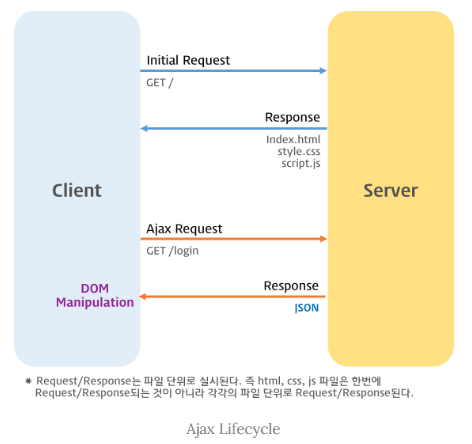 Initial Request
GET /
Response
Index.html
style.css
script.js
Client
Server
Ajax Request
GET /login
Response
DOM
Manipulation
JSON
* Request/Response는 파일 단위로 실시된다. 즉 html, css, js 파일은 한번에
Request/Response되는 것이 아니라 각각의 파일 단위로 Request/Response된다.
Ajax Lifecycle